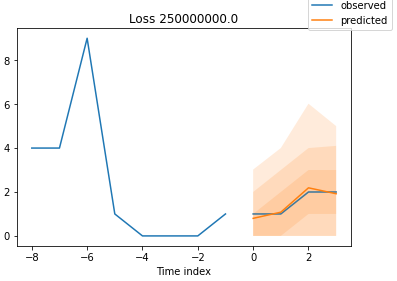 Loss 250000000.0
observed
predicted
8
6
4
2
0
−8 −6 −4 −2 0 2
Time index